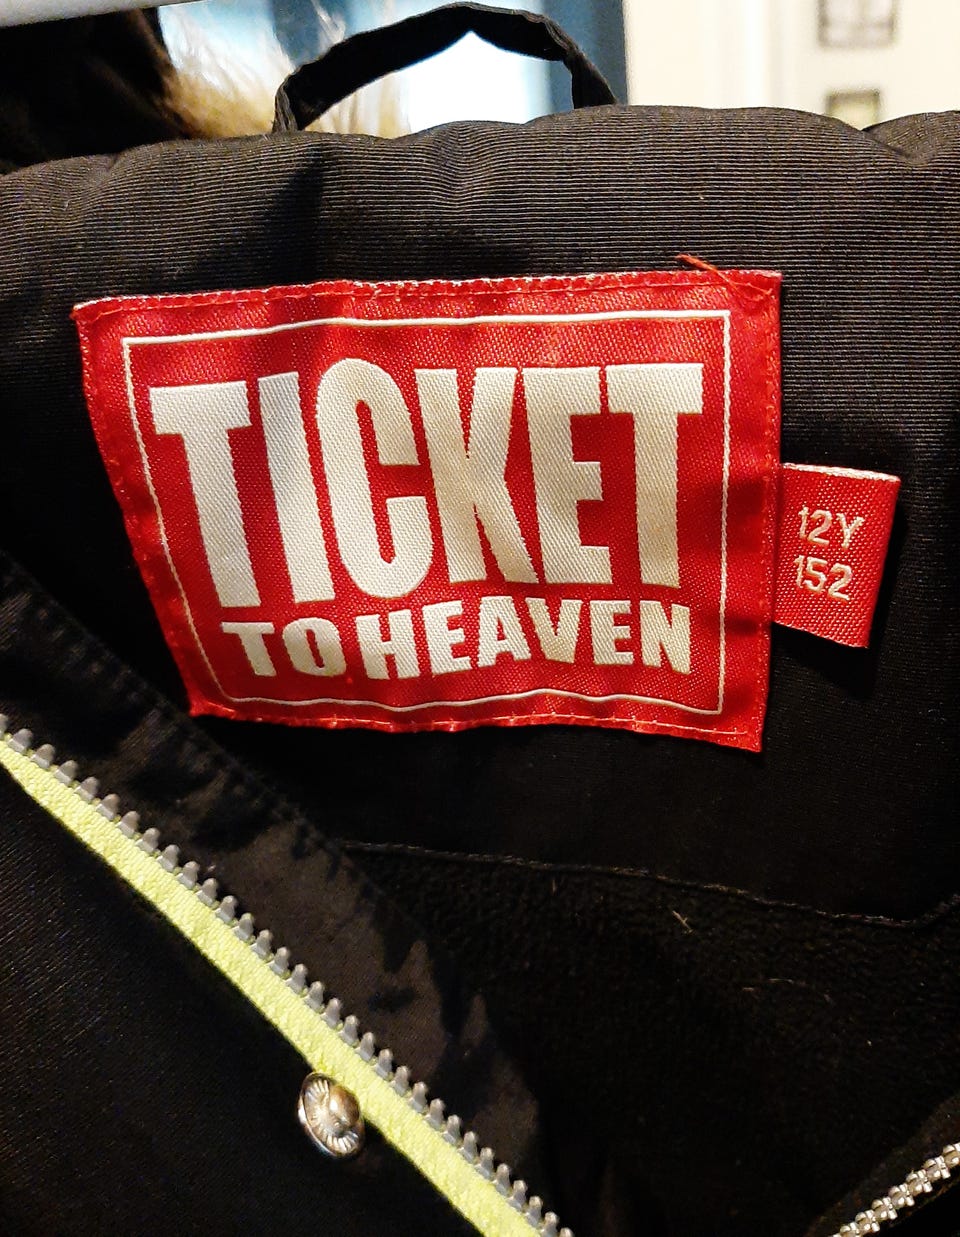 TICKET
TO HEAVEN
12Y
152